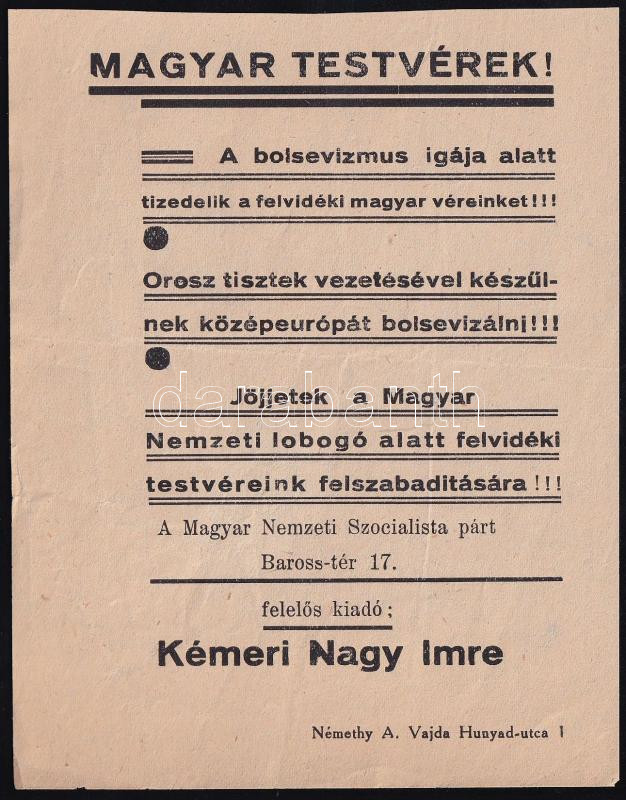 MAGYAR TESTVÉREK!
A bolsevizmus igája alatt
tizedelik a felvidéki magyar véreinket!!!
Orosz tisztek vezetésével készül-
nek középeurópát bolsevizálni!!!
darabanth
Jöjjetek a Magyar
Nemzeti lobogó alatt felvidéki
testvéreink felszabaditására!!!
A Magyar Nemzeti Szocialista párt
Baross-tér 17.
felelős kiadó;
Kémeri Nagy Imre
Némethy A. Vajda Hunyad-utca 1